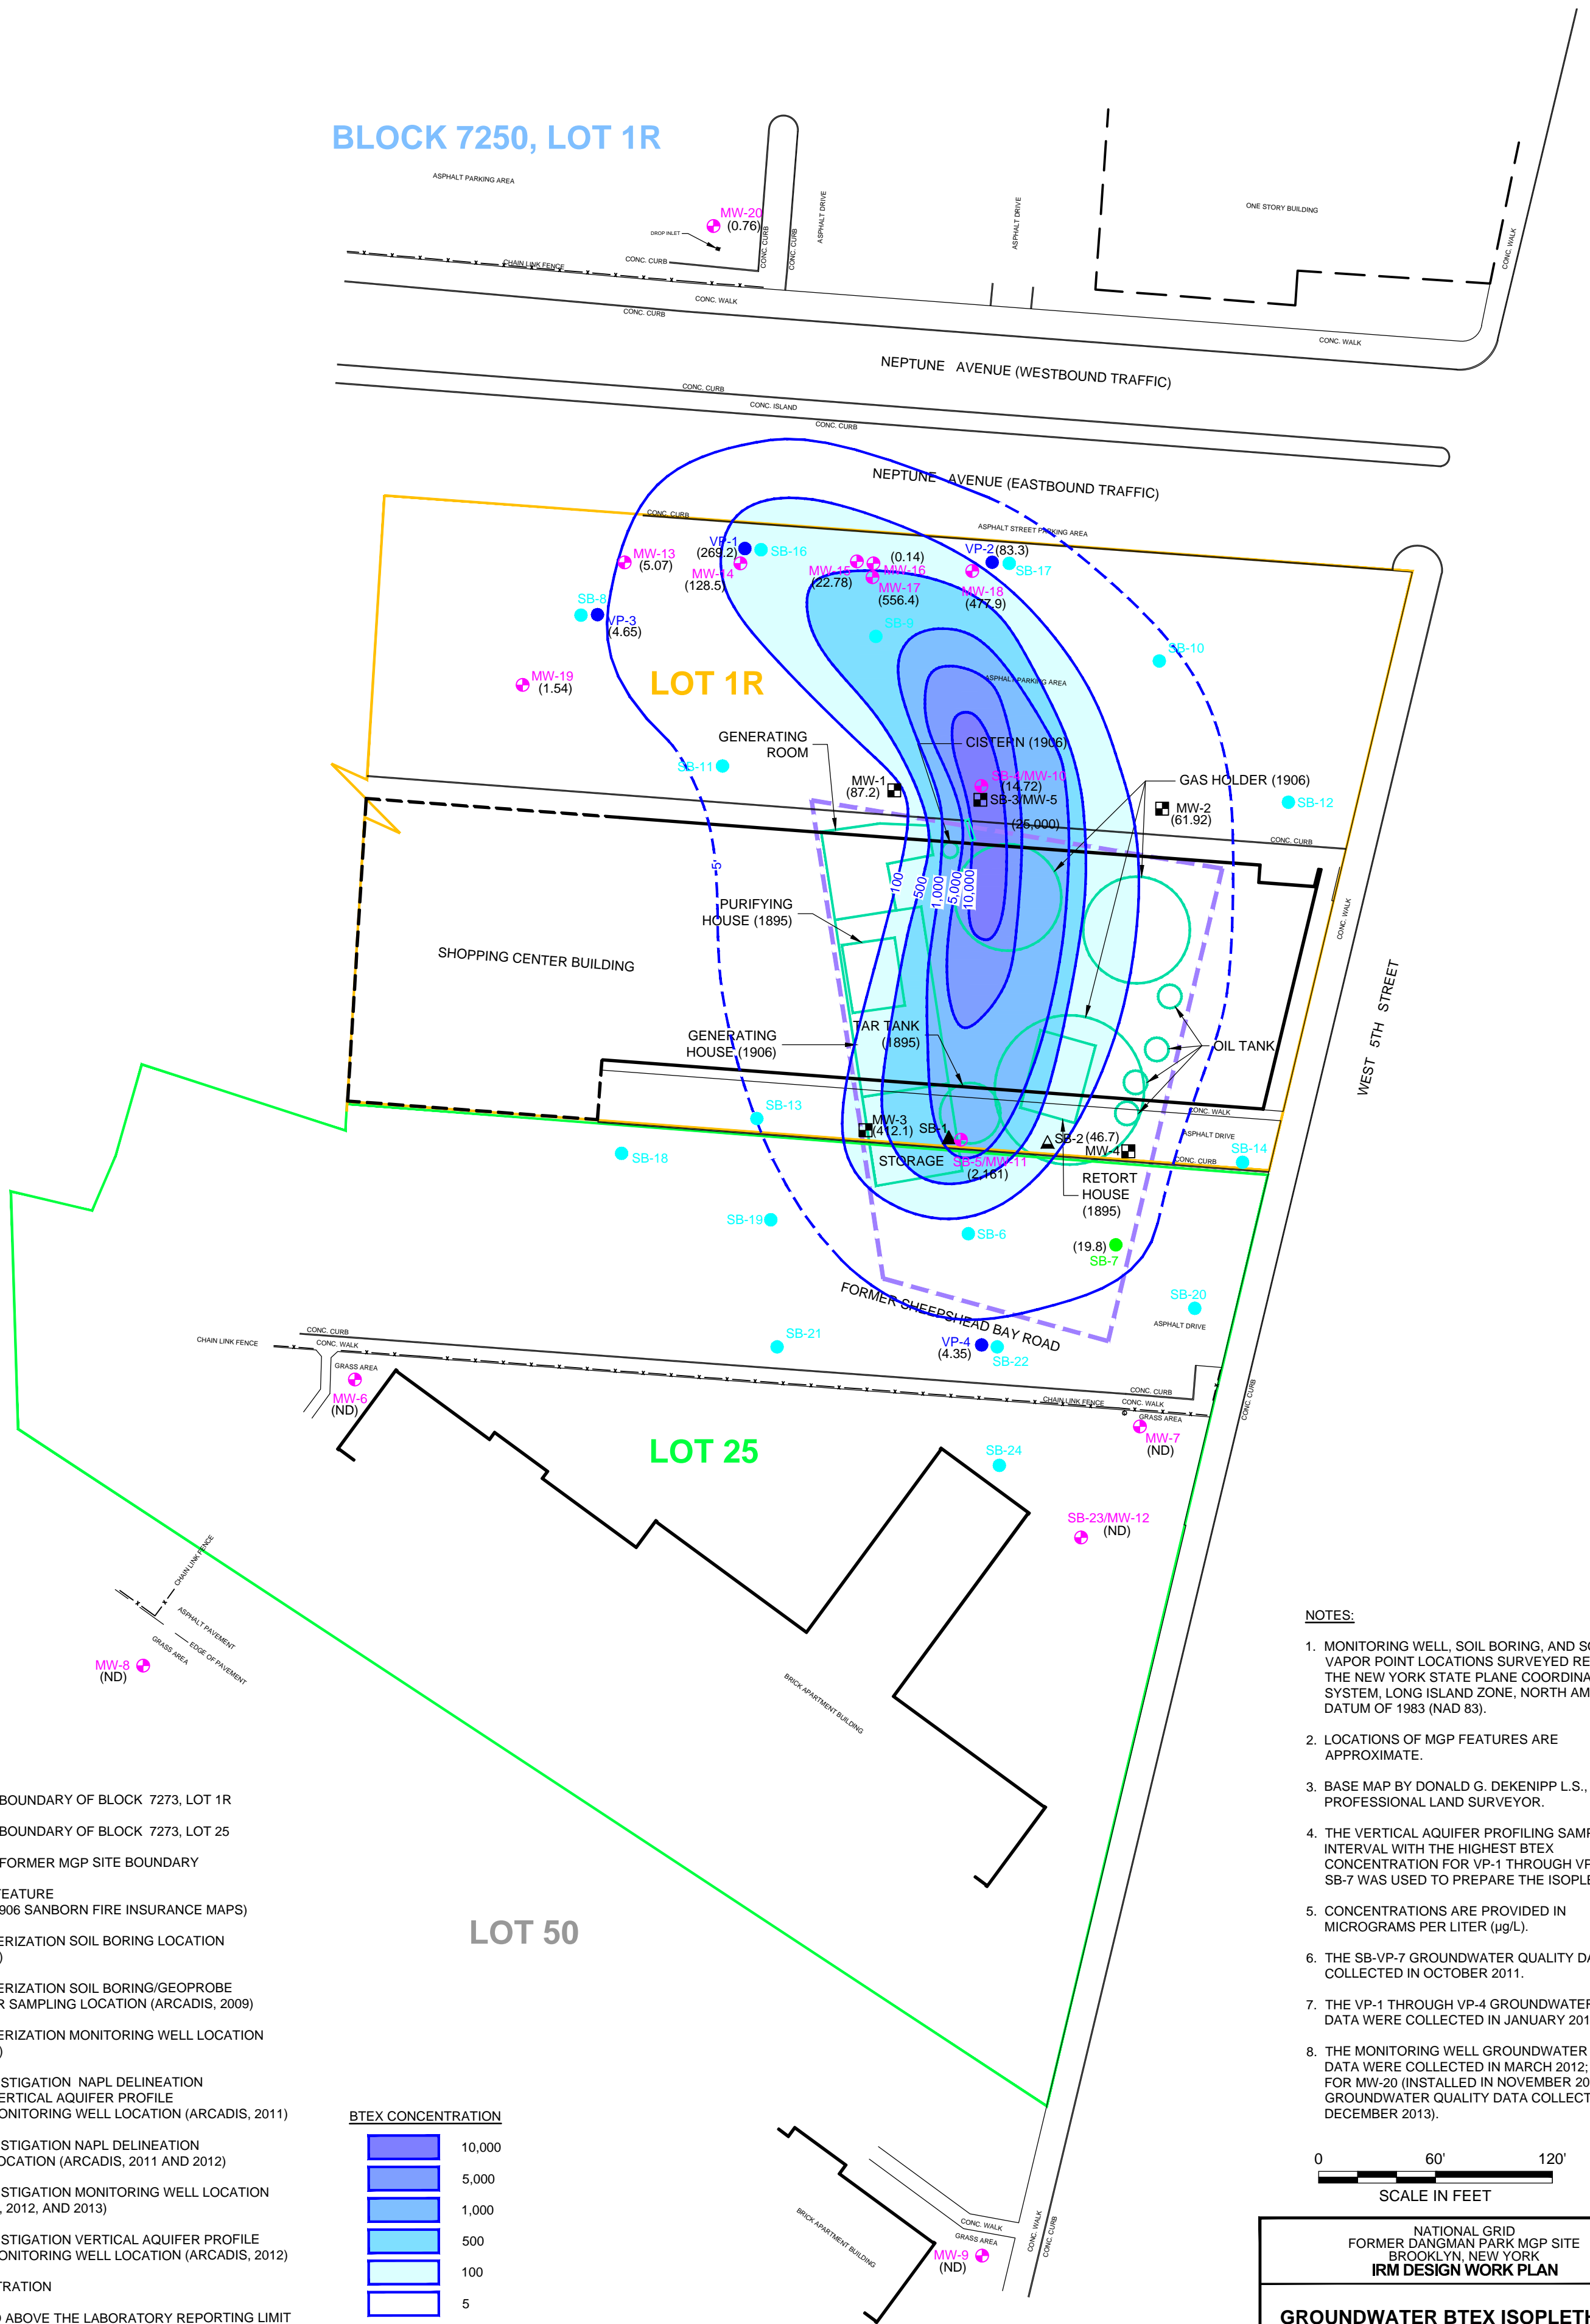 BLOCK 7250, LOT 1R
ASPHALT PARKING AREA
MW-20
(0.76)
DROP INLET
CONC. CURB
CONC. CURB
CONC. CURB
ASPHALT DRIVE
ASPHALT DRIVE
ONE STORY BUILDING
CONC. WALK
CHAIN LINK FENCE
CONC. WALK
CONC. CURB
CONC. WALK
NEPTUNE AVENUE (WESTBOUND TRAFFIC)
CONC. CURB
CONC. ISLAND
CONC. CURB
NEPTUNE AVENUE (EASTBOUND TRAFFIC)
CONC. CURB
ASPHALT STREET PARKING AREA
VP-1
(269.2)
SB-16
MW-13
(5.07)
MW-14
(128.5)
MW-15
(22.78)
(0.14)
MW-16
MW-17
(556.4)
VP-2
(83.3)
SB-17
MW-18
(477.9)
SB-8
VP-3
(4.65)
SB-9
SB-10
MW-19
(1.54)
LOT 1R
ASPHALT PARKING AREA
GENERATING
ROOM
CISTERN (1906)
SB-11
MW-1
(87.2)
SB-4/MW-10
(14.72)
SB-3/MW-5
(25,000)
GAS HOLDER (1906)
MW-2
(61.92)
SB-12
CONC. CURB
5'
100
500
1,000
5,000
10,000
PURIFYING
HOUSE (1895)
CONC. WALK
SHOPPING CENTER BUILDING
WEST 5TH STREET
GENERATING
HOUSE (1906)
TAR TANK
(1895)
OIL TANK
SB-13
MW-3
(412.1)
SB-1
SB-2
(46.7)
MW-4
CONC. WALK
ASPHALT DRIVE
CONC. CURB
SB-14
SB-18
STORAGE
SB-5/MW-11
(2,161)
RETORT
HOUSE
(1895)
SB-19
SB-6
(19.8)
SB-7
FORMER SHEEPSHEAD BAY ROAD
SB-20
ASPHALT DRIVE
SB-21
VP-4
(4.35)
SB-22
CHAIN LINK FENCE
CONC. CURB
CONC. WALK
GRASS AREA
MW-6
(ND)
CHAIN LINK FENCE
CONC. CURB
CONC. WALK
GRASS AREA
CONC. CURB
MW-7
(ND)
LOT 25
SB-24
SB-23/MW-12
(ND)
CHAIN LINK FENCE
ASPHALT PAVEMENT
EDGE OF PAVEMENT
GRASS AREA
MW-8
(ND)
BRICK APARTMENT BUILDING
LOT 50
BRICK APARTMENT BUILDING
CONC. WALK
GRASS AREA
CONC. WALK
CONC. CURB
MW-9
(ND)
BOUNDARY OF BLOCK 7273, LOT 1R
BOUNDARY OF BLOCK 7273, LOT 25
FORMER MGP SITE BOUNDARY
FEATURE
906 SANBORN FIRE INSURANCE MAPS)
ERIZATION SOIL BORING LOCATION
)
ERIZATION SOIL BORING/GEOPROBE
R SAMPLING LOCATION (ARCADIS, 2009)
ERIZATION MONITORING WELL LOCATION
)
STIGATION NAPL DELINEATION
VERTICAL AQUIFER PROFILE
MONITORING WELL LOCATION (ARCADIS, 2011)
STIGATION NAPL DELINEATION
OCATION (ARCADIS, 2011 AND 2012)
STIGATION MONITORING WELL LOCATION
, 2012, AND 2013)
STIGATION VERTICAL AQUIFER PROFILE
MONITORING WELL LOCATION (ARCADIS, 2012)
TRATION
ABOVE THE LABORATORY REPORTING LIMIT
BTEX CONCENTRATION
10,000
5,000
1,000
500
100
5
NOTES:
1. MONITORING WELL, SOIL BORING, AND SO
VAPOR POINT LOCATIONS SURVEYED RE
THE NEW YORK STATE PLANE COORDINA
SYSTEM, LONG ISLAND ZONE, NORTH AM
DATUM OF 1983 (NAD 83).
2. LOCATIONS OF MGP FEATURES ARE
APPROXIMATE.
3. BASE MAP BY DONALD G. DEKENIPP L.S.,
PROFESSIONAL LAND SURVEYOR.
4. THE VERTICAL AQUIFER PROFILING SAMP
INTERVAL WITH THE HIGHEST BTEX
CONCENTRATION FOR VP-1 THROUGH VP
SB-7 WAS USED TO PREPARE THE ISOPLE
5. CONCENTRATIONS ARE PROVIDED IN
MICROGRAMS PER LITER (µg/L).
6. THE SB-VP-7 GROUNDWATER QUALITY DA
COLLECTED IN OCTOBER 2011.
7. THE VP-1 THROUGH VP-4 GROUNDWATER
DATA WERE COLLECTED IN JANUARY 201
8. THE MONITORING WELL GROUNDWATER
DATA WERE COLLECTED IN MARCH 2012;
FOR MW-20 (INSTALLED IN NOVEMBER 20
GROUNDWATER QUALITY DATA COLLECT
DECEMBER 2013).
0 60' 120'
SCALE IN FEET
NATIONAL GRID
FORMER DANGMAN PARK MGP SITE
BROOKLYN, NEW YORK
IRM DESIGN WORK PLAN
GROUNDWATER BTEX ISOPLET